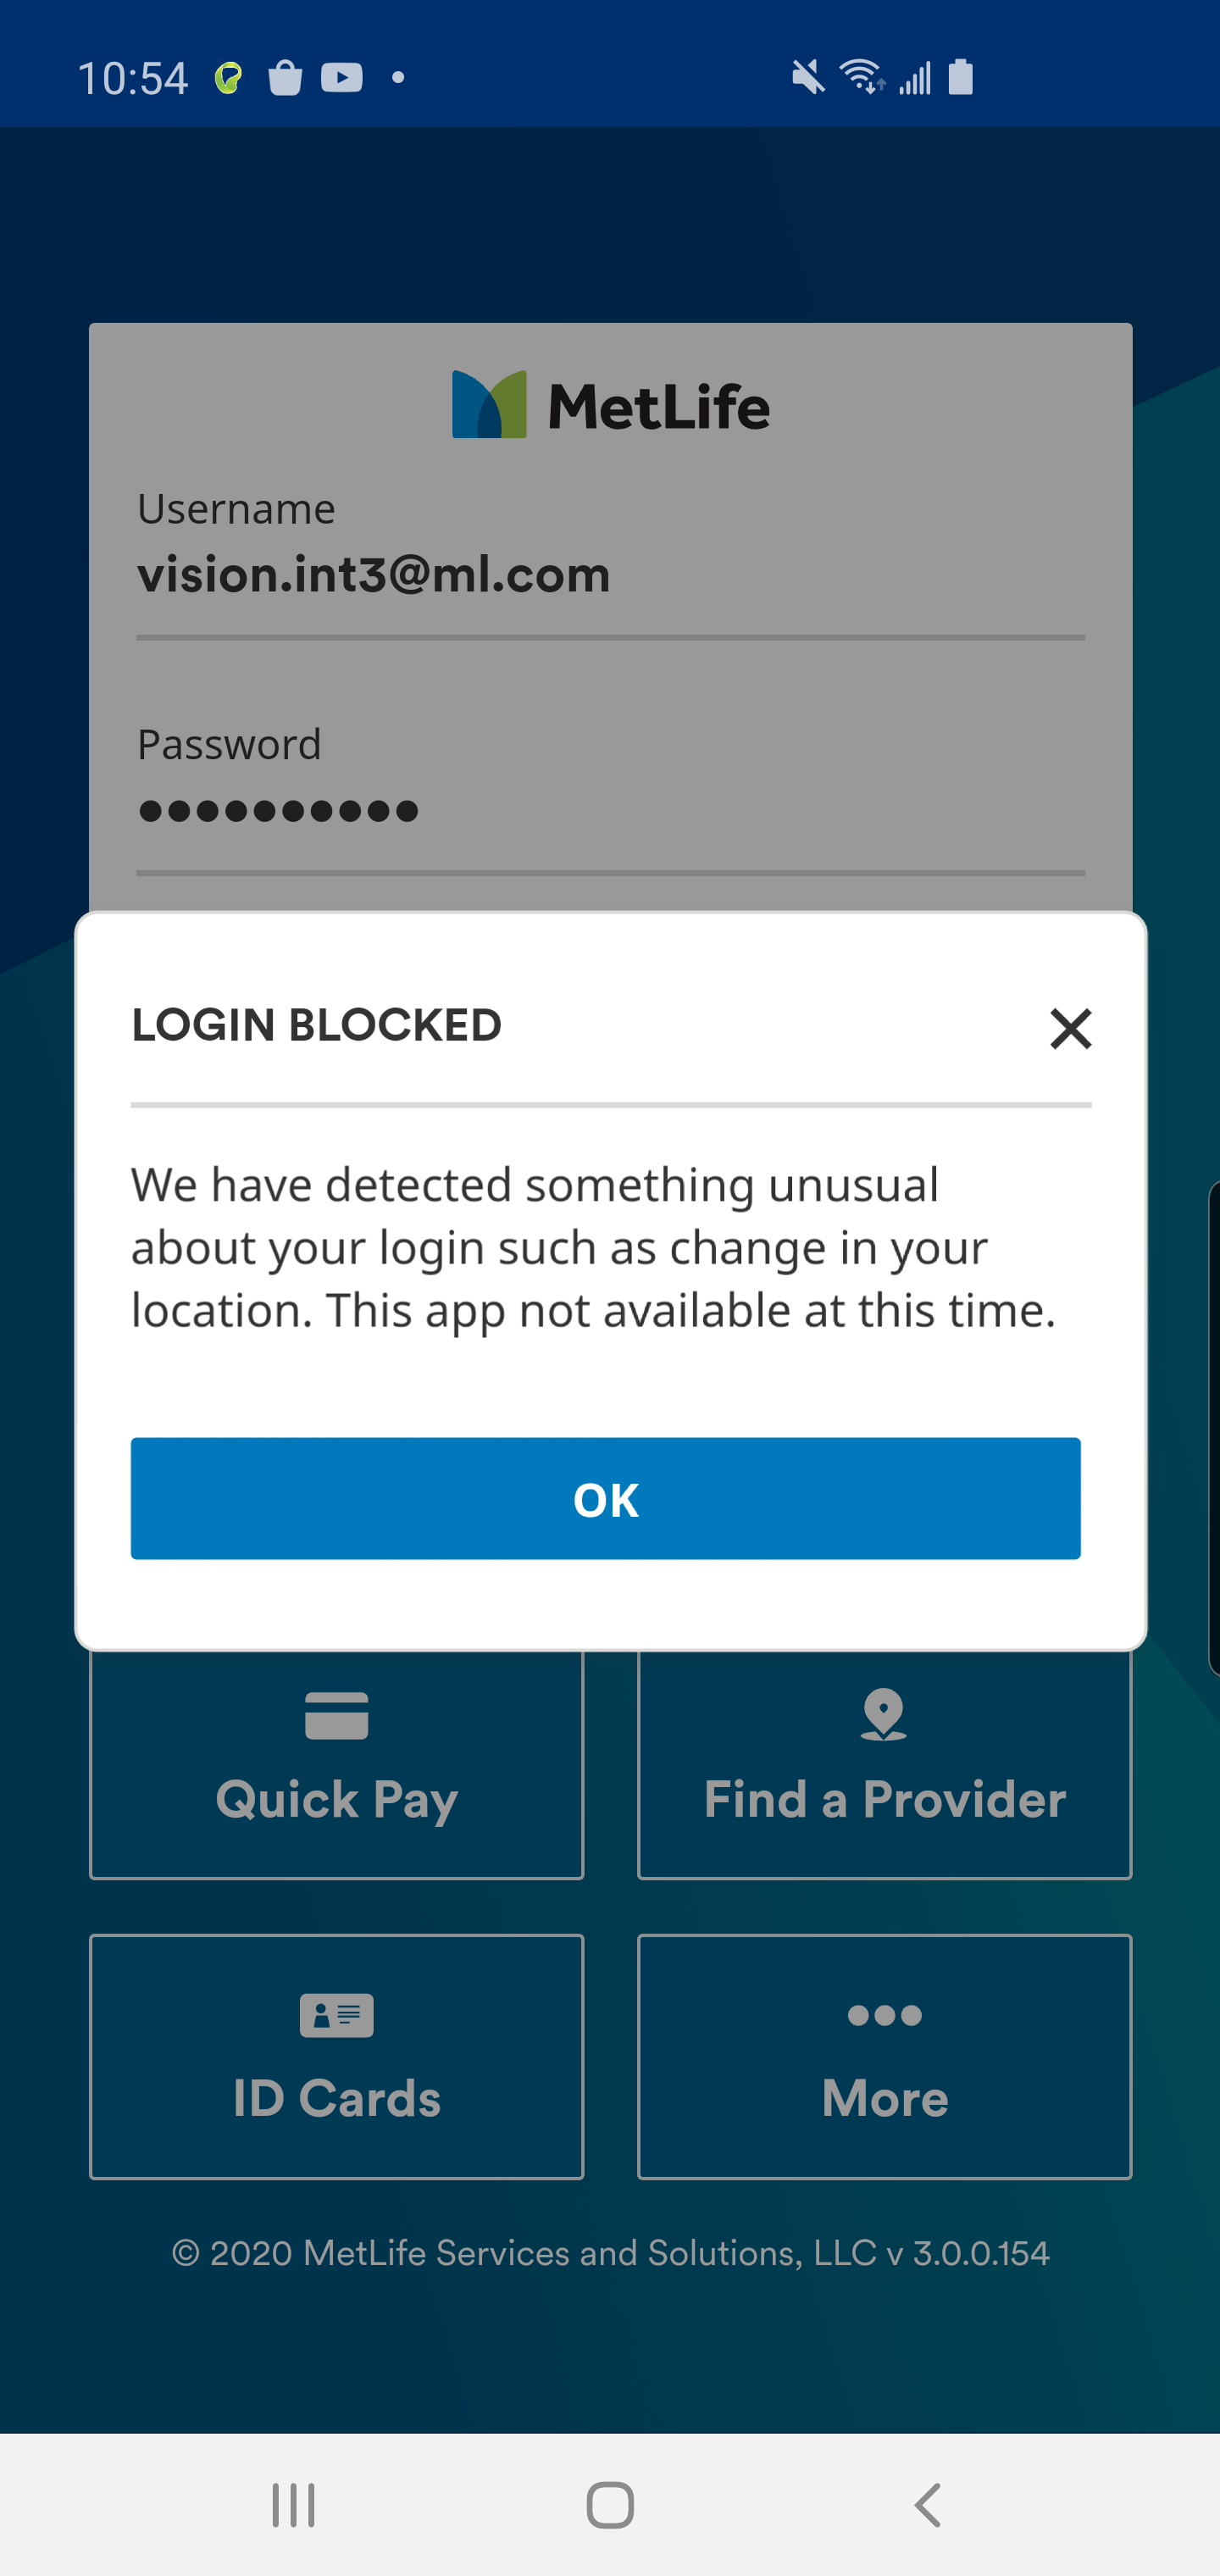 10:54
MetLife
Username
vision.int3@ml.com
Password
LOGIN BLOCKED
We have detected something unusual
about your login such as change in your
location. This app not available at this time.
OK
Quick Pay
Find a Provider
ID Cards
More
© 2020 MetLife Services and Solutions, LLC v 3.0.0.154